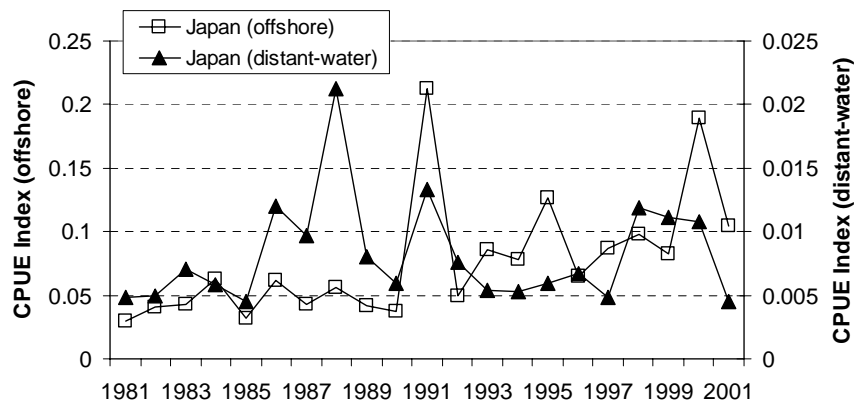 Japan (offshore)
Japan (distant-water)
CPUE Index (offshore)
0.25
0.2
0.15
0.1
0.05
0
0.025
0.02
0.015
0.01
0.005
0
CPUE Index (distant-water)
1981 1983 1985 1987 1989 1991 1993 1995 1997 1999 2001